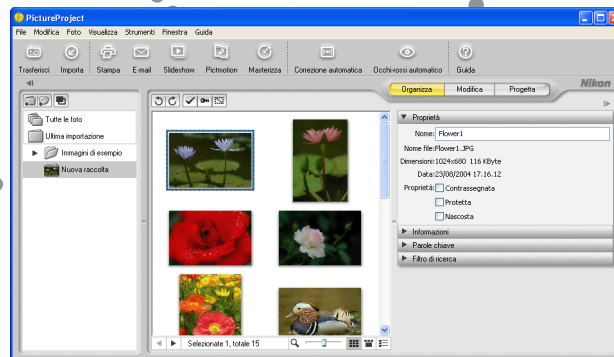 PictureProject
File Modifica Foto Visualizza Strumenti Finestra Guida
Trasferisci Importa Stampa E-mail Slideshow Pictmotion Masterizza Correzione automatica Occhi-rossi automatico Guida
Organizza Modifica Progetta Nikon
Tutte le foto
Ultima importazione
Immagini di esempio
Nuova raccolta
Proprietà
Nome: Flower1
Nome file:Flower1.JPG
Dimensioni:1024x680 116 KByte
Data:23/08/2004 17.16.12
Proprietà: Contrassegnata
Protetta
Nascosta
Informazioni
Parole chiave
Filtro di ricerca
Selezionate 1, totale 15